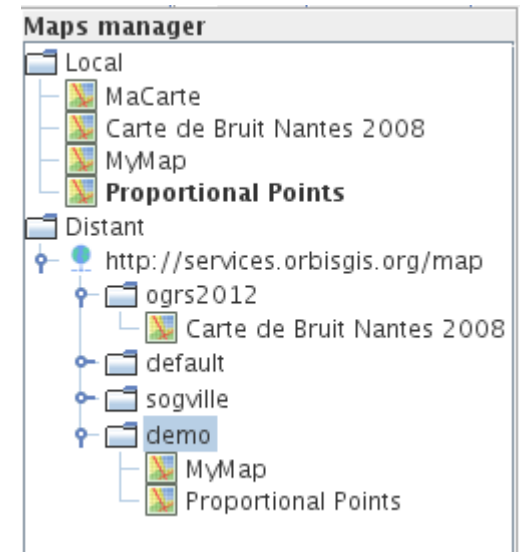 Maps manager
Local
MaCarte
Carte de Bruit Nantes 2008
MyMap
Proportional Points
Distant
http://services.orbisgis.org/map
ogrs2012
Carte de Bruit Nantes 2008
default
sogville
demo
MyMap
Proportional Points